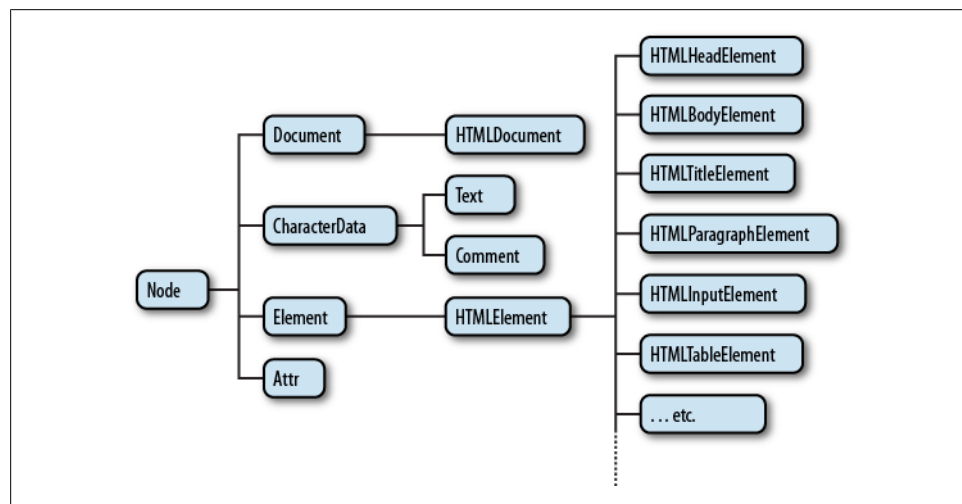 HTMLHeadElement
HTMLBodyElement
Document
HTMLDocument
HTMLTitleElement
Text
CharacterData
HTMLParagraphElement
Comment
Node
HTMLInputElement
Element
HTMLElement
HTMLTableElement
Attr
. . . etc.